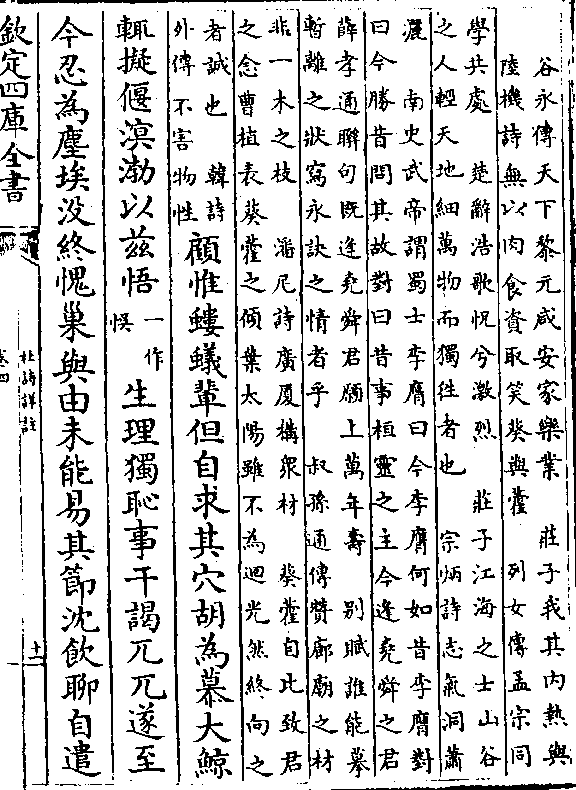 谷永傳天下黎元咸安家樂業　莊子我其内熱與
陸機詩無以肉食資取笑葵與藿　列女傳孟宗同
學共處　楚辭浩歌怳兮激烈　莊子江海之士山谷
之人輕天地細萬物而獨徃者也　宗炳詩志氣洞蕭
灑　南史武帝謂蜀士李膺曰今李膺何如昔李膺對
曰今勝昔問其故對曰昔事桓靈之主今逢堯舜之君
薛孝通聯句既逢堯舜君願上萬年壽　别賦誰能摹
暫離之狀寫永訣之情者乎　叔孫通傳贊廊廟之材
非一木之枝　潘尼詩廣厦構衆材　葵藿自比致君
之念曹植表葵藿之傾葉太陽雖不為迴光然終向之
者誠也　韓詩
外傳不害物性
顧惟螻蟻輩但自求其穴胡為慕大鯨
輒擬偃溟渤以兹悟一作悞生理獨恥事干謁兀兀遂至
今忍為塵埃没終愧巢與由未能易其節沈飲聊自遣
欽定四庫全書
杜詩詳註
卷四
十一